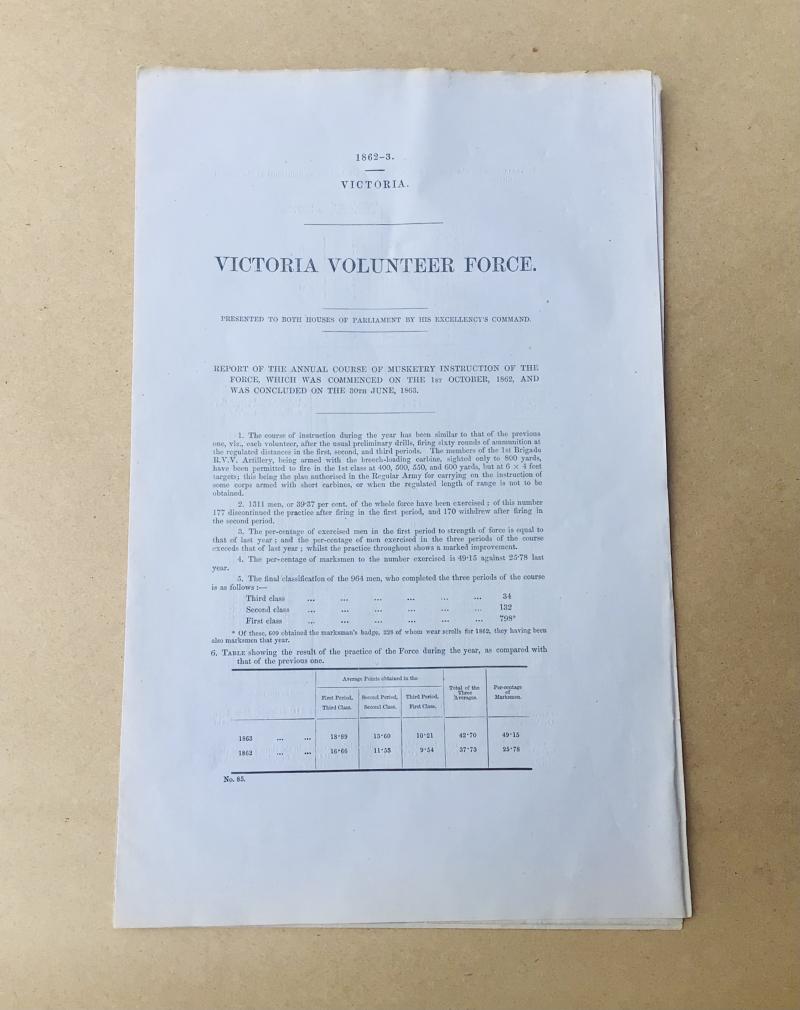 1862–3.
VICTORIA.
VICTORIA VOLUNTEER FORCE.
PRESENTED TO BOTH HOUSES OF PARLIAMENT BY HIS EXCELLENCY'S COMMAND.
REPORT OF THE ANNUAL COURSE OF MUSKETRY INSTRUCTION OF THE
FORCE, WHICH WAS COMMENCED ON THE 1ST OCTOBER, 1862, AND
WAS CONCLUDED ON THE 30TH JUNE, 1863.
1. The course of instruction during the year has been similar to that of the previous
one, viz., each volunteer, after the usual preliminary drills, firing sixty rounds of ammunition at
the regulated distances in the first, second, and third periods. The members of the 1st Brigade
R.V.V. Artillery, being armed with the breech-loading carbine, sighted only to 800 yards,
have been permitted to fire in the 1st class at 400, 500, 550, and 600 yards, but at 6 × 4 feet
targets; this being the plan authorised in the Regular Army for carrying on the instruction of
some corps armed with short carbines, or when the regulated length of range is not to be
obtained.
2. 1311 men, or 39·37 per cent. of the whole force have been exercised; of this number
177 discontinued the practice after firing in the first period, and 170 withdrew after firing in
the second period.
3. The per-centage of exercised men in the first period to strength of force is equal to
that of last year; and the per-centage of men exercised in the three periods of the course
exceeds that of last year; whilst the practice throughout shows a marked improvement.
4. The per-centage of marksmen to the number exercised is 49·15 against 25·78 last
year.
5. The final classification of the 964 men, who completed the three periods of the course
is as follows:—
Third class ... ... ... ... ... ... 34
Second class ... ... ... ... ... ... 132
First class ... ... ... ... ... ... 798*
* Of these, 609 obtained the marksman's badge, 228 of whom wear scrolls for 1862, they having been
also marksmen that year.
6. TABLE showing the result of the practice of the Force during the year, as compared with
that of the previous one.
Average Points obtained in the
First Period, Third Class.
Second Period, Second Class.
Third Period, First Class.
Total of the Three Averages.
Per-centage of Marksmen.
1863 ... ... 18·89 13·60 10·21 42·70 49·15
1862 ... ... 16·66 11·53 9·54 37·73 25·78
No. 85.